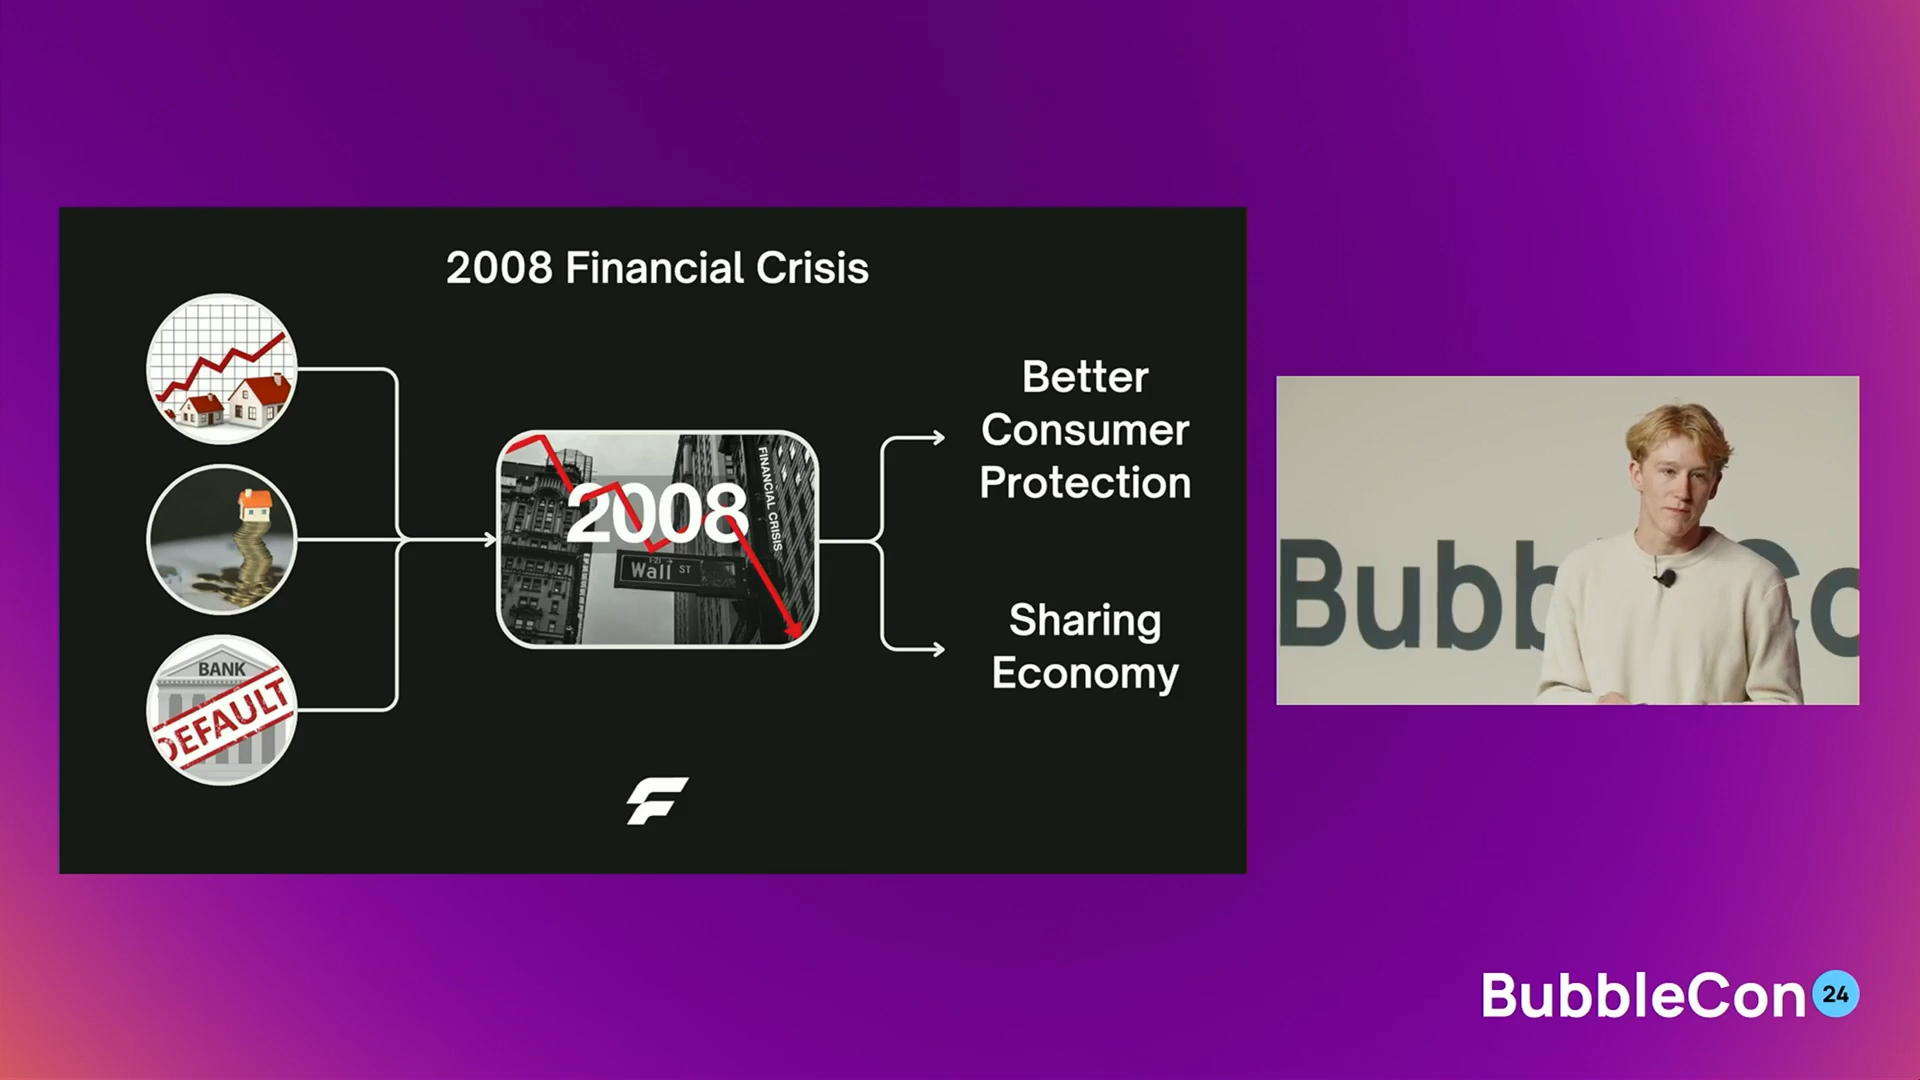 2008 Financial Crisis
Better
Consumer
Protection
2008
FINANCIAL CRISIS
Wall ST
BANK
DEFAULT
Sharing
Economy
Bubb Co
BubbleCon 24